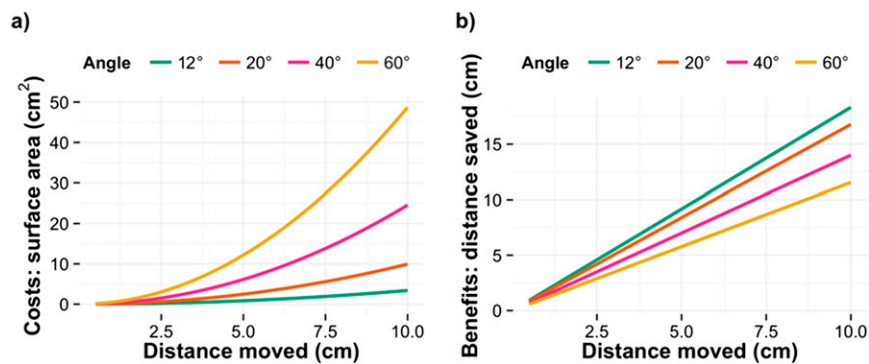 a)
Angle 12° 20° 40° 60°
Costs: surface area (cm²)
50
40
30
20
10
0
2.5 5.0 7.5 10.0
Distance moved (cm)
b)
Angle 12° 20° 40° 60°
Benefits: distance saved (cm)
15
10
5
0
2.5 5.0 7.5 10.0
Distance moved (cm)